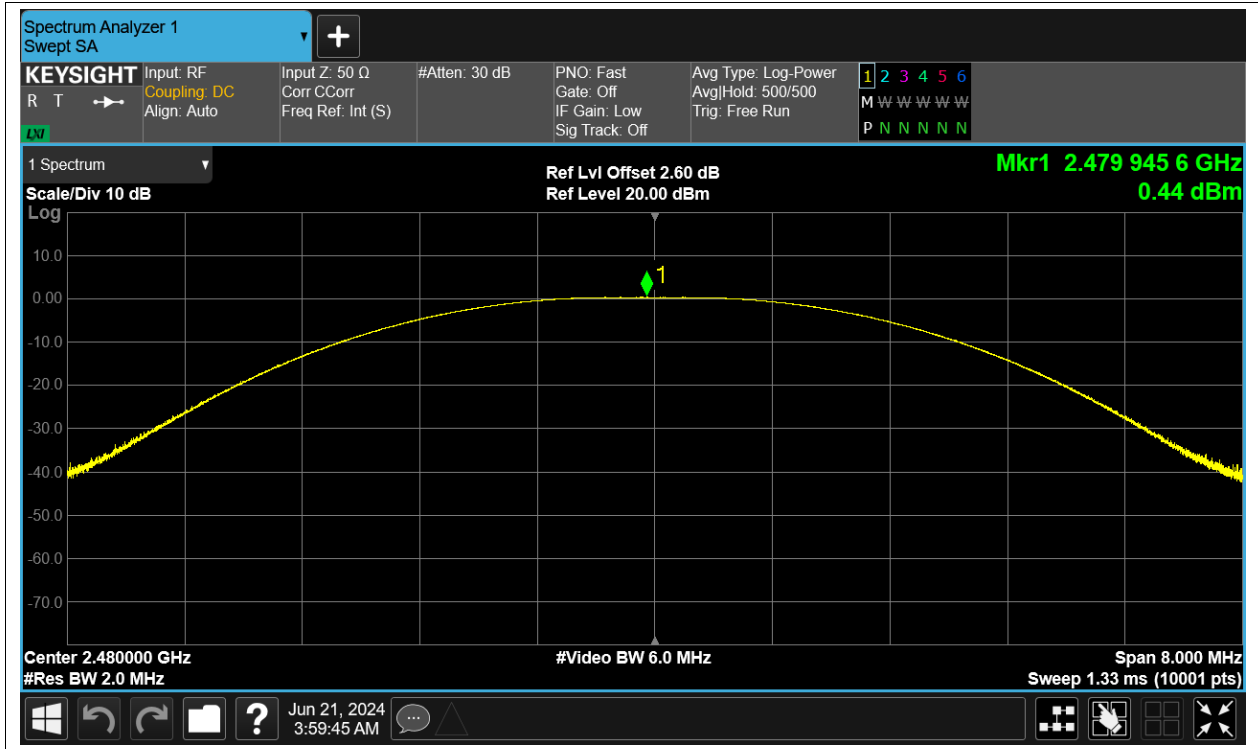 Spectrum Analyzer 1
Swept SA
+
KEYSIGHT
R T
LXI
Input: RF
Coupling: DC
Align: Auto
Input Z: 50 Ω
Corr CCorr
Freq Ref: Int (S)
#Atten: 30 dB
PNO: Fast
Gate: Off
IF Gain: Low
Sig Track: Off
Avg Type: Log-Power
Avg|Hold: 500/500
Trig: Free Run
1 2 3 4 5 6
M W W W W W
P N N N N N
1 Spectrum
Scale/Div 10 dB
Log
Ref Lvl Offset 2.60 dB
Ref Level 20.00 dBm
Mkr1 2.479 945 6 GHz
0.44 dBm
1
10.0
0.00
-10.0
-20.0
-30.0
-40.0
-50.0
-60.0
-70.0
Center 2.480000 GHz
#Res BW 2.0 MHz
#Video BW 6.0 MHz
Span 8.000 MHz
Sweep 1.33 ms (10001 pts)
?
Jun 21, 2024
3:59:45 AM